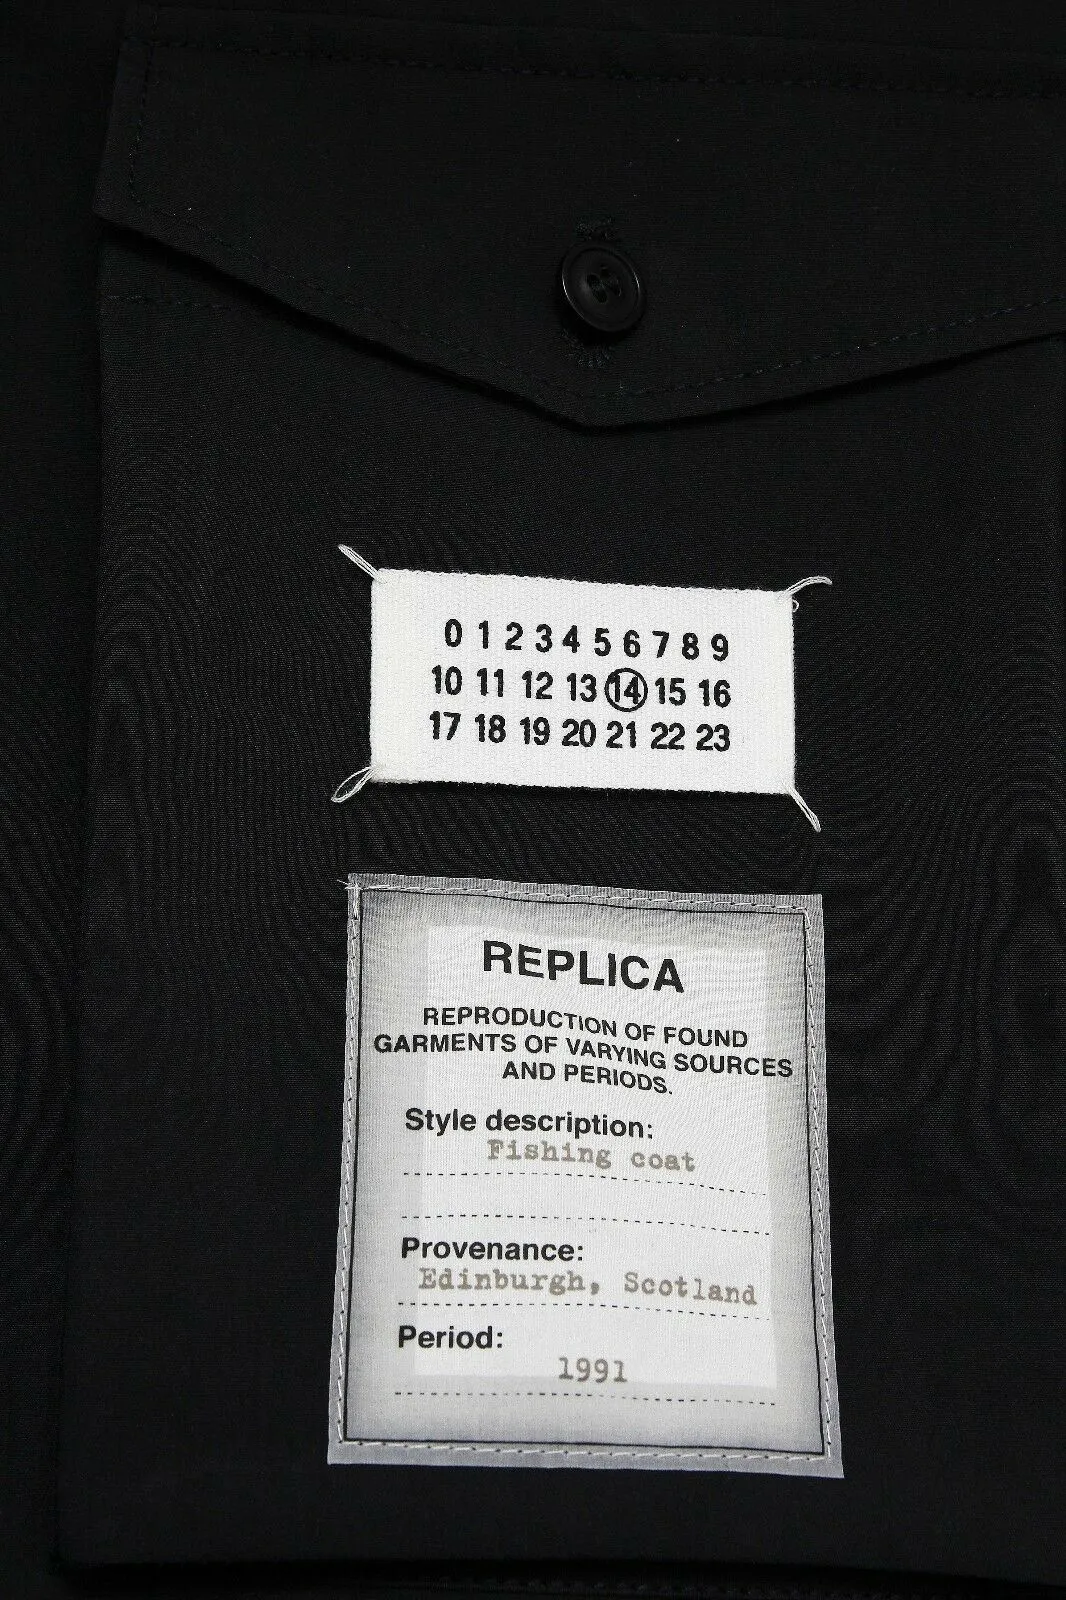 0 1 2 3 4 5 6 7 8 9
10 11 12 13 14 15 16
17 18 19 20 21 22 23
REPLICA
REPRODUCTION OF FOUND
GARMENTS OF VARYING SOURCES
AND PERIODS.
Style description:
Fishing coat
Provenance:
Edinburgh, Scotland
Period:
1991